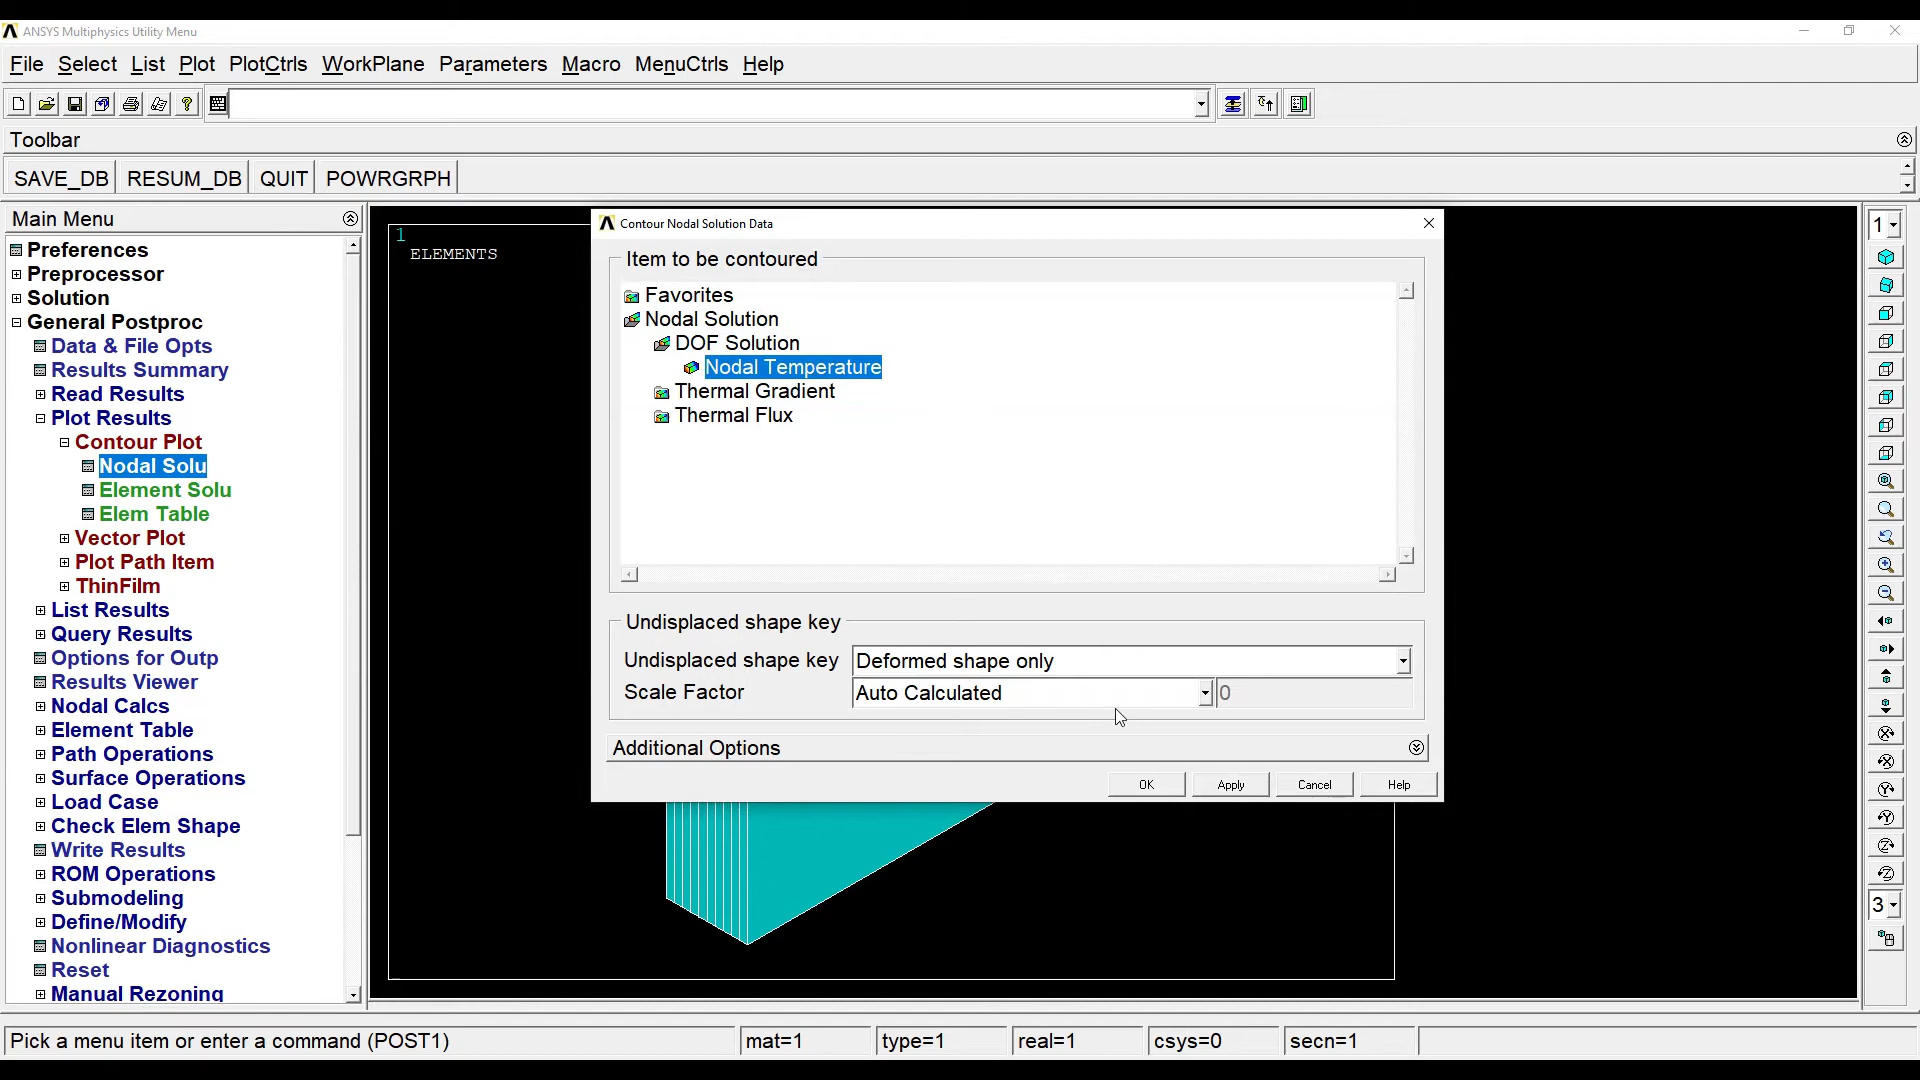 ANSYS Multiphysics Utility Menu
File Select List Plot PlotCtrls WorkPlane Parameters Macro MenuCtrls Help
Toolbar
SAVE_DB RESUM_DB QUIT POWRGRPH
Main Menu
Preferences
Preprocessor
Solution
General Postproc
Data & File Opts
Results Summary
Read Results
Plot Results
Contour Plot
Nodal Solu
Element Solu
Elem Table
Vector Plot
Plot Path Item
ThinFilm
List Results
Query Results
Options for Outp
Results Viewer
Nodal Calcs
Element Table
Path Operations
Surface Operations
Load Case
Check Elem Shape
Write Results
ROM Operations
Submodeling
Define/Modify
Nonlinear Diagnostics
Reset
Manual Rezoning
1
ELEMENTS
Contour Nodal Solution Data
Item to be contoured
Favorites
Nodal Solution
DOF Solution
Nodal Temperature
Thermal Gradient
Thermal Flux
Undisplaced shape key
Undisplaced shape key Deformed shape only
Scale Factor Auto Calculated 0
Additional Options
OK Apply Cancel Help
1
3
Pick a menu item or enter a command (POST1) mat=1 type=1 real=1 csys=0 secn=1